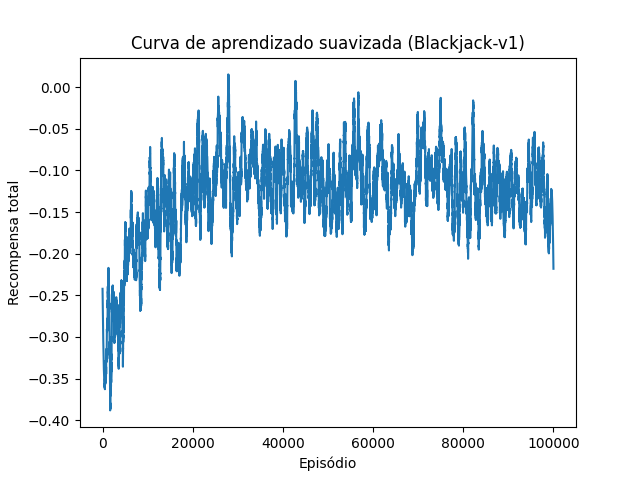 Curva de aprendizado suavizada (Blackjack-v1)
0.00
−0.05
−0.10
−0.15
−0.20
−0.25
−0.30
−0.35
−0.40
Recompensa total
0 20000 40000 60000 80000 100000
Episódio